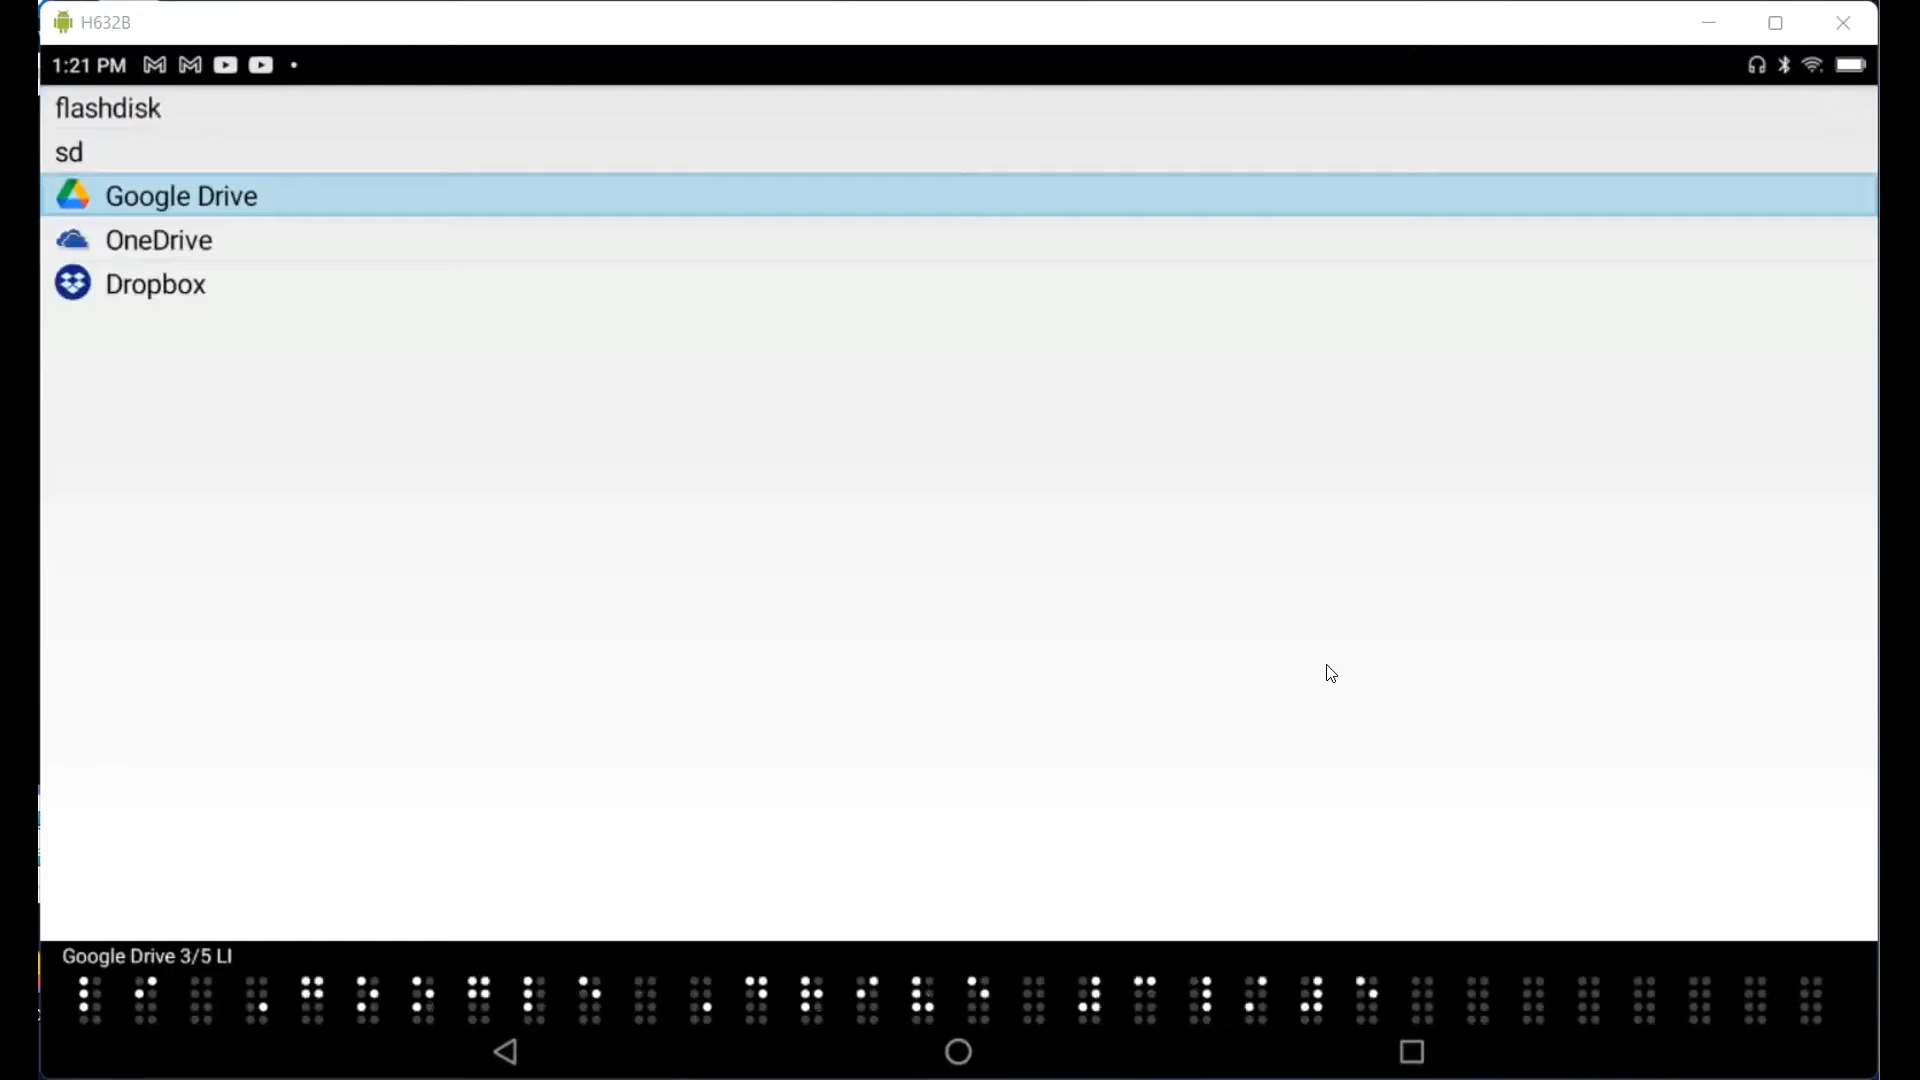 H632B
1:21 PM
flashdisk
sd
Google Drive
OneDrive
Dropbox
Google Drive 3/5 LI
⠇⠊⠀⠠⠛⠕⠕⠛⠇⠑⠀⠠⠙⠗⠊⠧⠑⠀⠼⠉⠸⠌⠼⠑